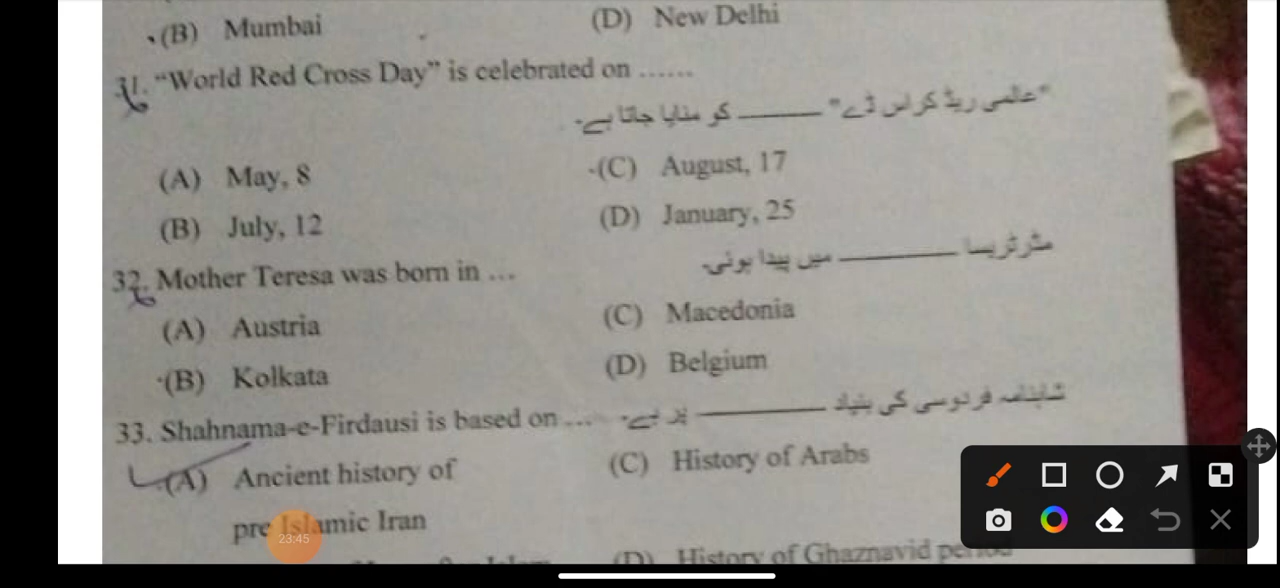 (B) Mumbai
(D) New Delhi
31. “World Red Cross Day” is celebrated on ......
"عالمی ریڈ کراس ڈے" ______ کو منایا جاتا ہے۔
(A) May, 8
(C) August, 17
(B) July, 12
(D) January, 25
32. Mother Teresa was born in ...
مدر ٹریسا ______ میں پیدا ہوئی۔
(A) Austria
(C) Macedonia
(B) Kolkata
(D) Belgium
33. Shahnama-e-Firdausi is based on ...
شاہنامہ فردوسی کی بنیاد ______ پر ہے۔
(A) Ancient history of
(C) History of Arabs
pre Islamic Iran
(D) History of Ghaznavid period
23:45